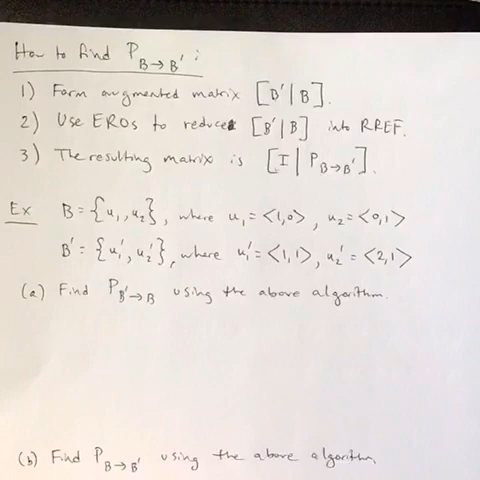 How to find P_{B→B'} :
1) Form augmented matrix [B'|B].
2) Use EROs to reduce [B'|B] into RREF.
3) The resulting matrix is [I|P_{B→B'}].
Ex B = {u₁, u₂}, where u₁ = <1,0>, u₂ = <0,1>
B' = {u₁', u₂'}, where u₁' = <1,1>, u₂' = <2,1>
(a) Find P_{B'→B} using the above algorithm.
(b) Find P_{B→B'} using the above algorithm.